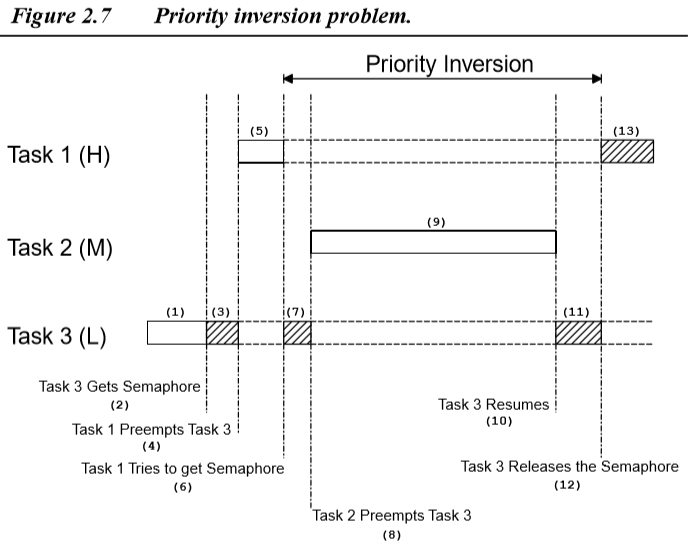 Figure 2.7 Priority inversion problem.
Priority Inversion
(5)
(13)
Task 1 (H)
(9)
Task 2 (M)
(1)
(3)
(7)
(11)
Task 3 (L)
Task 3 Gets Semaphore
(2)
Task 3 Resumes
(10)
Task 1 Preempts Task 3
(4)
Task 1 Tries to get Semaphore
(6)
Task 3 Releases the Semaphore
(12)
Task 2 Preempts Task 3
(8)